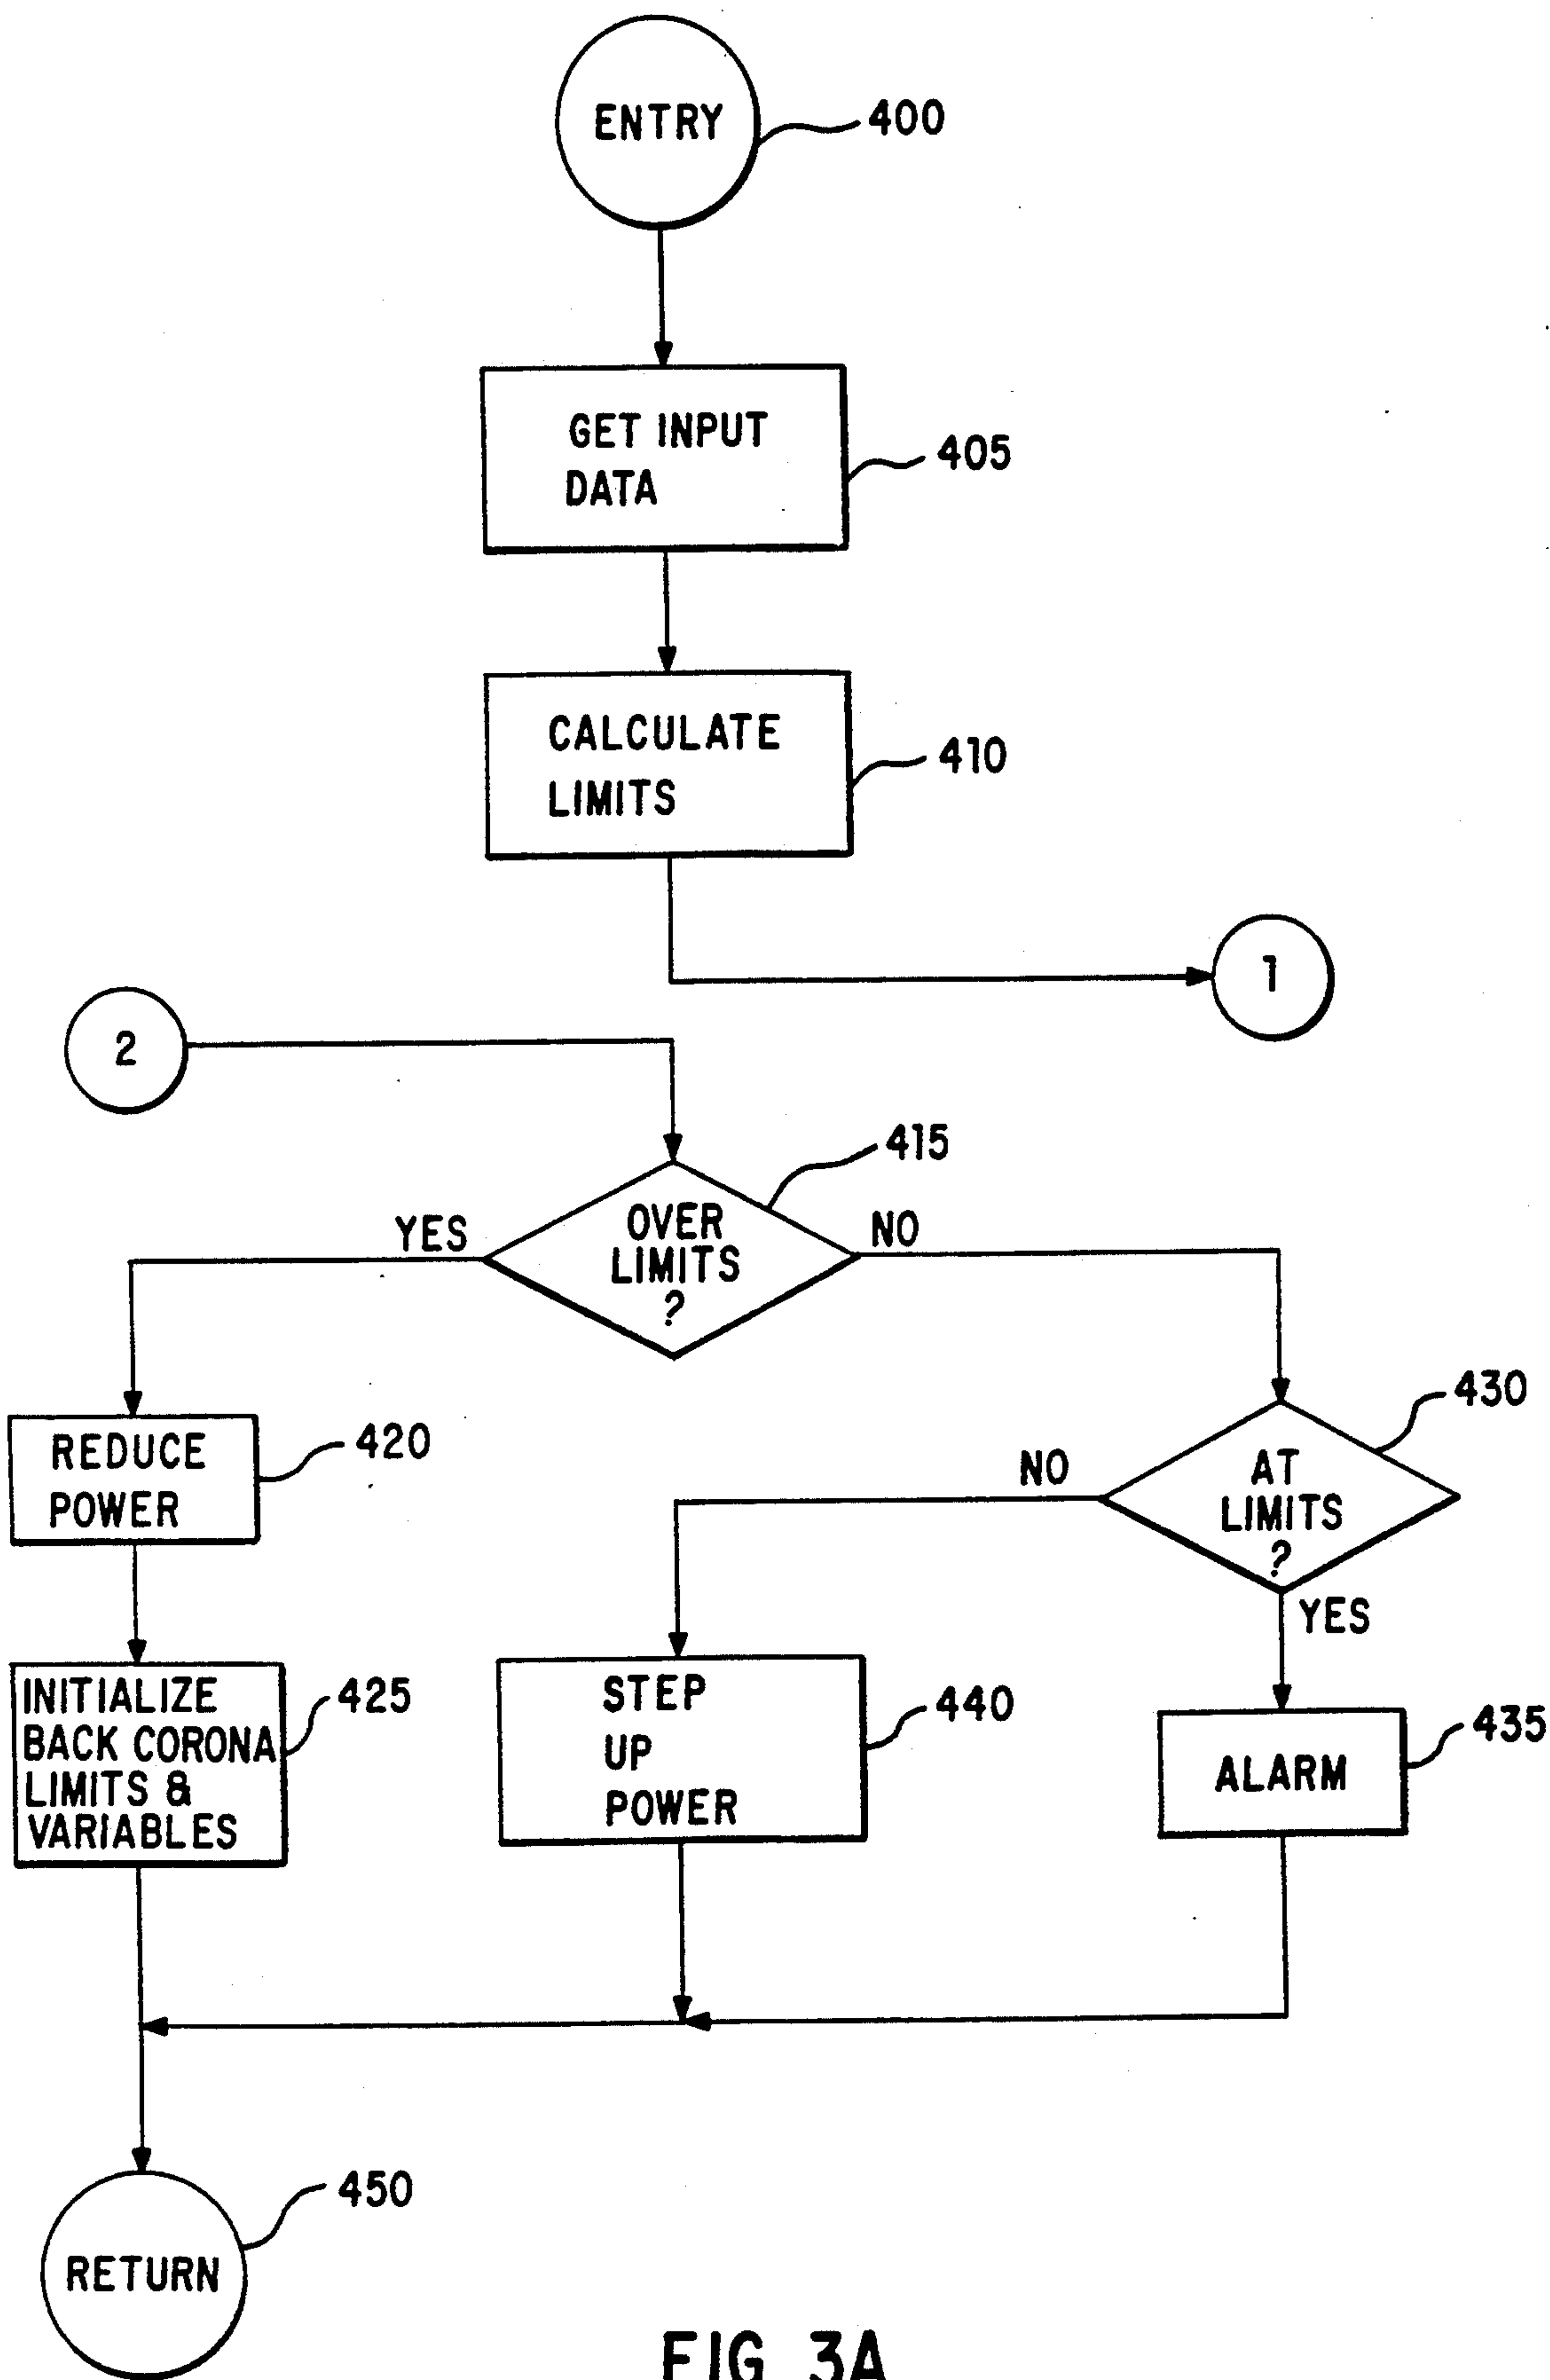 ENTRY
400
GET INPUT
DATA
405
CALCULATE
LIMITS
410
1
2
415
YES
OVER
LIMITS
?
NO
430
REDUCE
POWER
420
NO
AT
LIMITS
?
YES
INITIALIZE
BACK CORONA
LIMITS &
VARIABLES
425
STEP
UP
POWER
440
ALARM
435
RETURN
450
FIG. 3A